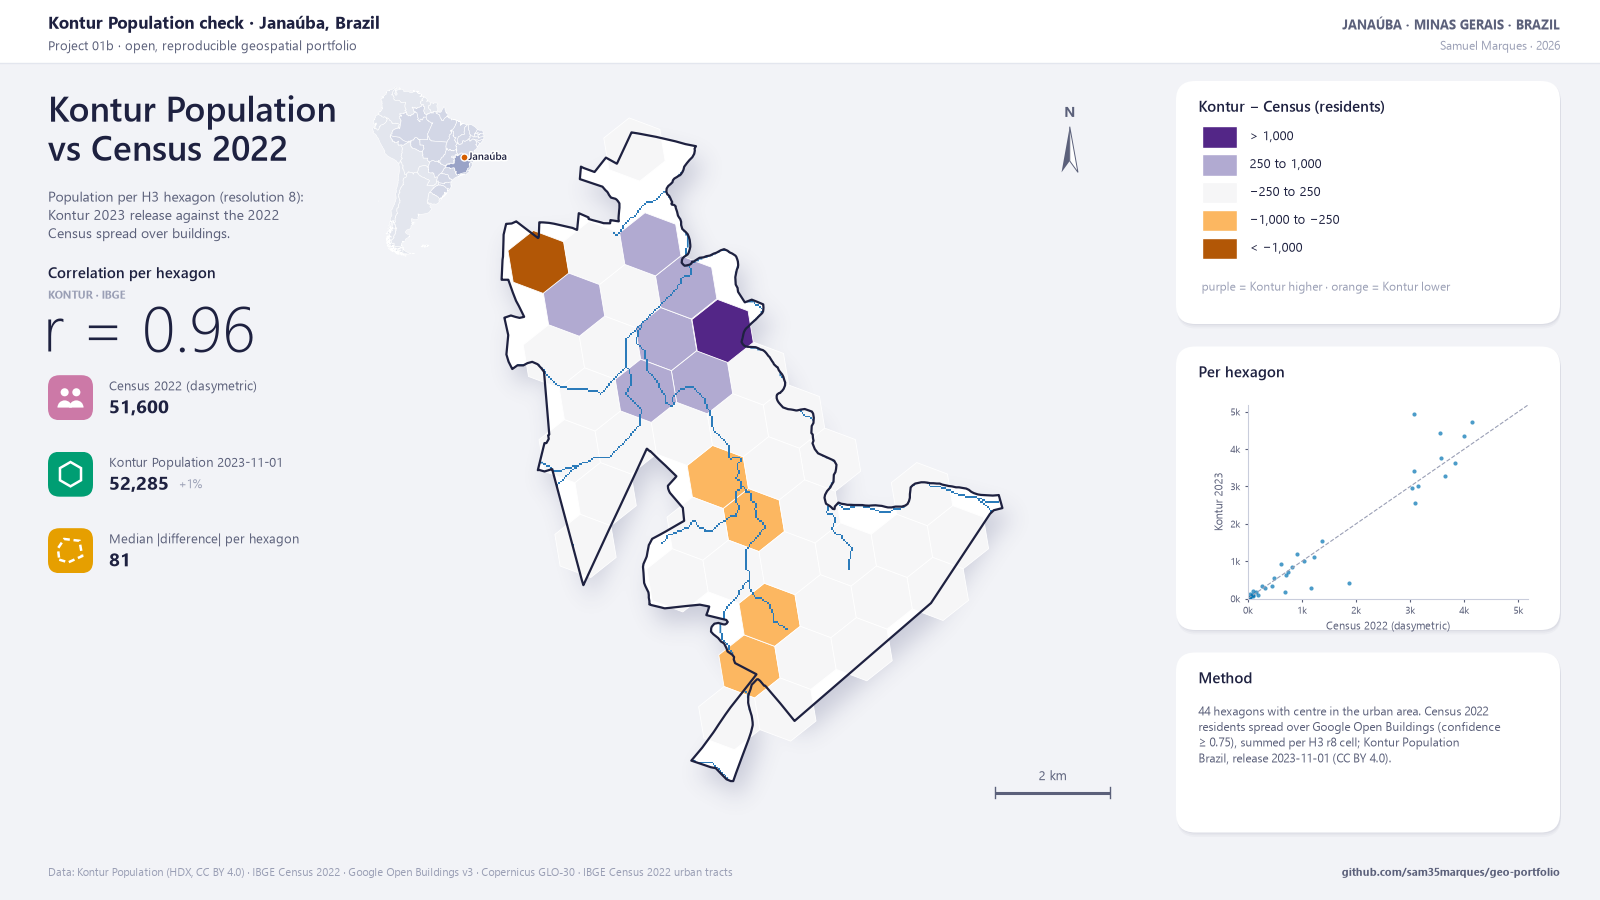 Kontur Population check · Janaúba, Brazil
Project 01b · open, reproducible geospatial portfolio
JANAÚBA · MINAS GERAIS · BRAZIL
Samuel Marques · 2026
Kontur Population
vs Census 2022
Population per H3 hexagon (resolution 8):
Kontur 2023 release against the 2022
Census spread over buildings.
Correlation per hexagon
KONTUR · IBGE
r = 0.96
Census 2022 (dasymetric)
51,600
Kontur Population 2023-11-01
52,285 +1%
Median |difference| per hexagon
81
Janaúba
N
2 km
Kontur − Census (residents)
> 1,000
250 to 1,000
−250 to 250
−1,000 to −250
< −1,000
purple = Kontur higher · orange = Kontur lower
Per hexagon
5k
4k
3k
2k
1k
0k
Kontur 2023
0k 1k 2k 3k 4k 5k
Census 2022 (dasymetric)
Method
44 hexagons with centre in the urban area. Census 2022
residents spread over Google Open Buildings (confidence
≥ 0.75), summed per H3 r8 cell; Kontur Population
Brazil, release 2023-11-01 (CC BY 4.0).
Data: Kontur Population (HDX, CC BY 4.0) · IBGE Census 2022 · Google Open Buildings v3 · Copernicus GLO-30 · IBGE Census 2022 urban tracts
github.com/sam35marques/geo-portfolio